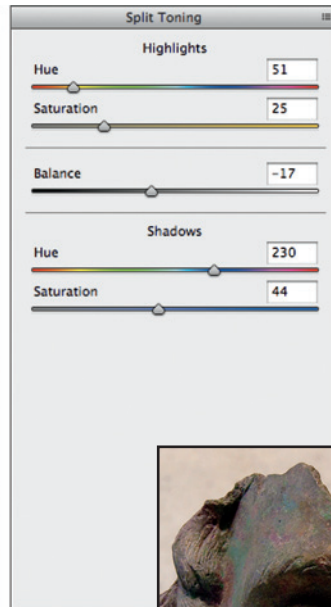 Split Toning
Highlights
Hue 51
Saturation 25
Balance -17
Shadows
Hue 230
Saturation 44